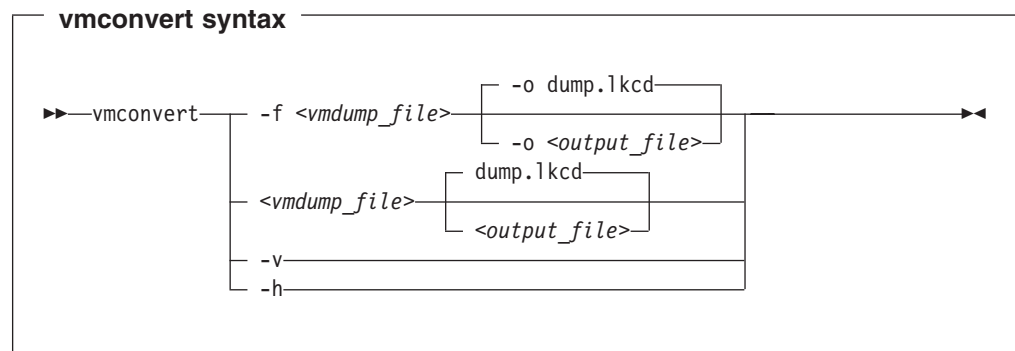 vmconvert syntax
-o dump.lkcd
vmconvert -f <vmdump_file>
-o <output_file>
dump.lkcd
<vmdump_file>
<output_file>
-v
-h